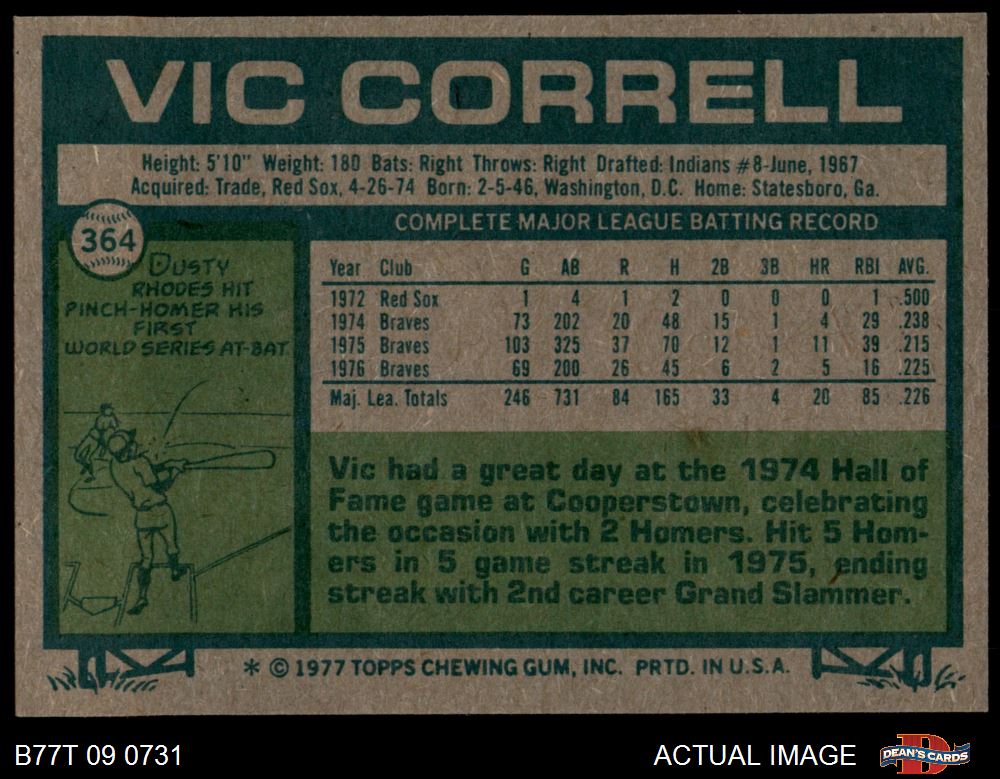 VIC CORRELL
Height: 5'10" Weight: 180 Bats: Right Throws: Right Drafted: Indians #8-June, 1967
Acquired: Trade, Red Sox, 4-26-74 Born: 2-5-46, Washington, D.C. Home: Statesboro, Ga.
364
DUSTY
RHODES HIT
PINCH-HOMER HIS
FIRST
WORLD SERIES AT-BAT
COMPLETE MAJOR LEAGUE BATTING RECORD
Year Club G AB R H 2B 3B HR RBI AVG.
1972 Red Sox 1 4 1 2 0 0 0 1 .500
1974 Braves 73 202 20 48 15 1 4 29 .238
1975 Braves 103 325 37 70 12 1 11 39 .215
1976 Braves 69 200 26 45 6 2 5 16 .225
Maj. Lea. Totals 246 731 84 165 33 4 20 85 .226
Vic had a great day at the 1974 Hall of
Fame game at Cooperstown, celebrating
the occasion with 2 Homers. Hit 5 Hom-
ers in 5 game streak in 1975, ending
streak with 2nd career Grand Slammer.
* © 1977 TOPPS CHEWING GUM, INC. PRTD. IN U.S.A.
B77T 09 0731
ACTUAL IMAGE
DEAN'S CARDS